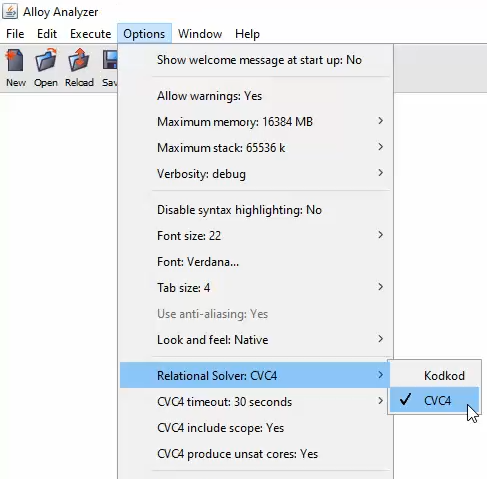 Alloy Analyzer
File Edit Execute Options Window Help
New Open Reload Sav
Show welcome message at start up: No
Allow warnings: Yes
Maximum memory: 16384 MB
Maximum stack: 65536 k
Verbosity: debug
Disable syntax highlighting: No
Font size: 22
Font: Verdana...
Tab size: 4
Use anti-aliasing: Yes
Look and feel: Native
Relational Solver: CVC4
Kodkod
CVC4
CVC4 timeout: 30 seconds
CVC4 include scope: Yes
CVC4 produce unsat cores: Yes